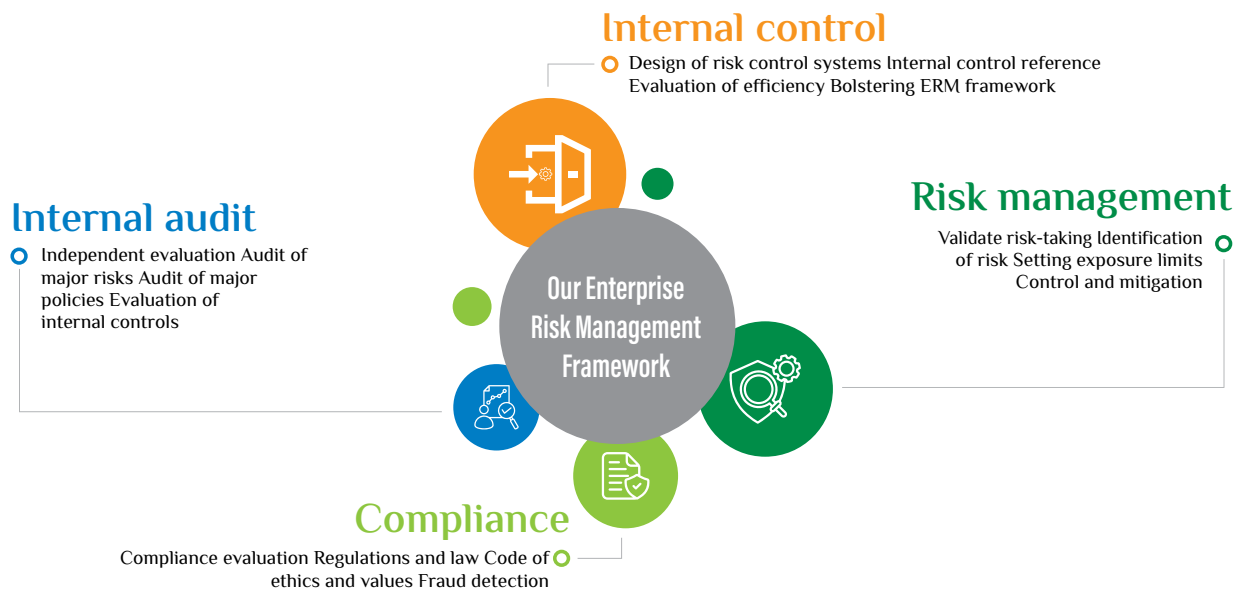 Internal control
Design of risk control systems Internal control reference
Evaluation of efficiency Bolstering ERM framework
Internal audit
Independent evaluation Audit of
major risks Audit of major
policies Evaluation of
internal controls
Risk management
Validate risk-taking Identification
of risk Setting exposure limits
Control and mitigation
Our Enterprise
Risk Management
Framework
Compliance
Compliance evaluation Regulations and law Code of
ethics and values Fraud detection